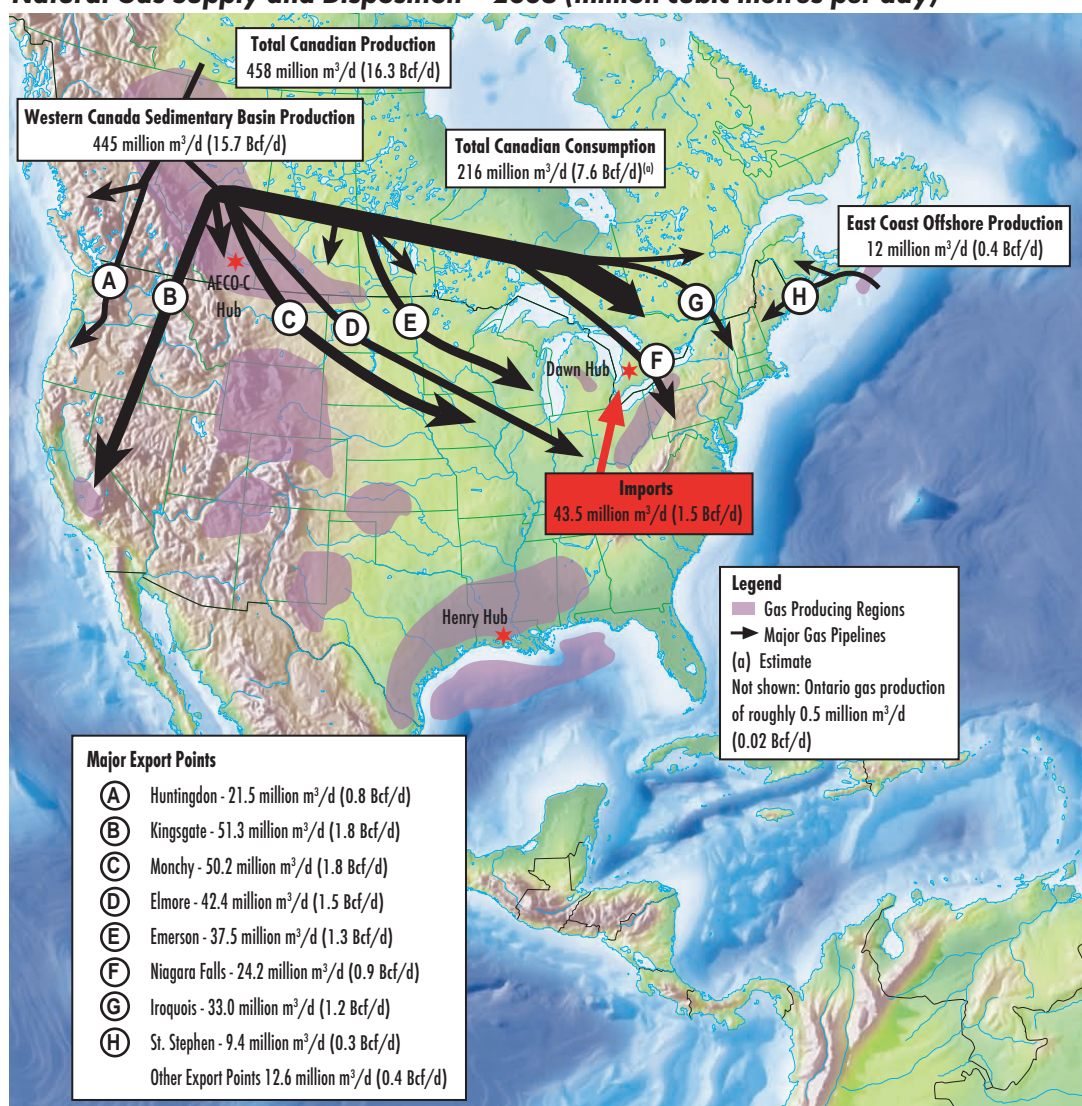 Natural Gas Supply and Disposition – 2008 (million cubic metres per day)
Total Canadian Production
458 million m³/d (16.3 Bcf/d)
Western Canada Sedimentary Basin Production
445 million m³/d (15.7 Bcf/d)
Total Canadian Consumption
216 million m³/d (7.6 Bcf/d)(a)
East Coast Offshore Production
12 million m³/d (0.4 Bcf/d)
A
B
AECO-C
Hub
C
D
E
F
G
H
Dawn Hub
Imports
43.5 million m³/d (1.5 Bcf/d)
Henry Hub
Legend
Gas Producing Regions
Major Gas Pipelines
(a) Estimate
Not shown: Ontario gas production
of roughly 0.5 million m³/d
(0.02 Bcf/d)
Major Export Points
A Huntingdon - 21.5 million m³/d (0.8 Bcf/d)
B Kingsgate - 51.3 million m³/d (1.8 Bcf/d)
C Monchy - 50.2 million m³/d (1.8 Bcf/d)
D Elmore - 42.4 million m³/d (1.5 Bcf/d)
E Emerson - 37.5 million m³/d (1.3 Bcf/d)
F Niagara Falls - 24.2 million m³/d (0.9 Bcf/d)
G Iroquois - 33.0 million m³/d (1.2 Bcf/d)
H St. Stephen - 9.4 million m³/d (0.3 Bcf/d)
Other Export Points 12.6 million m³/d (0.4 Bcf/d)